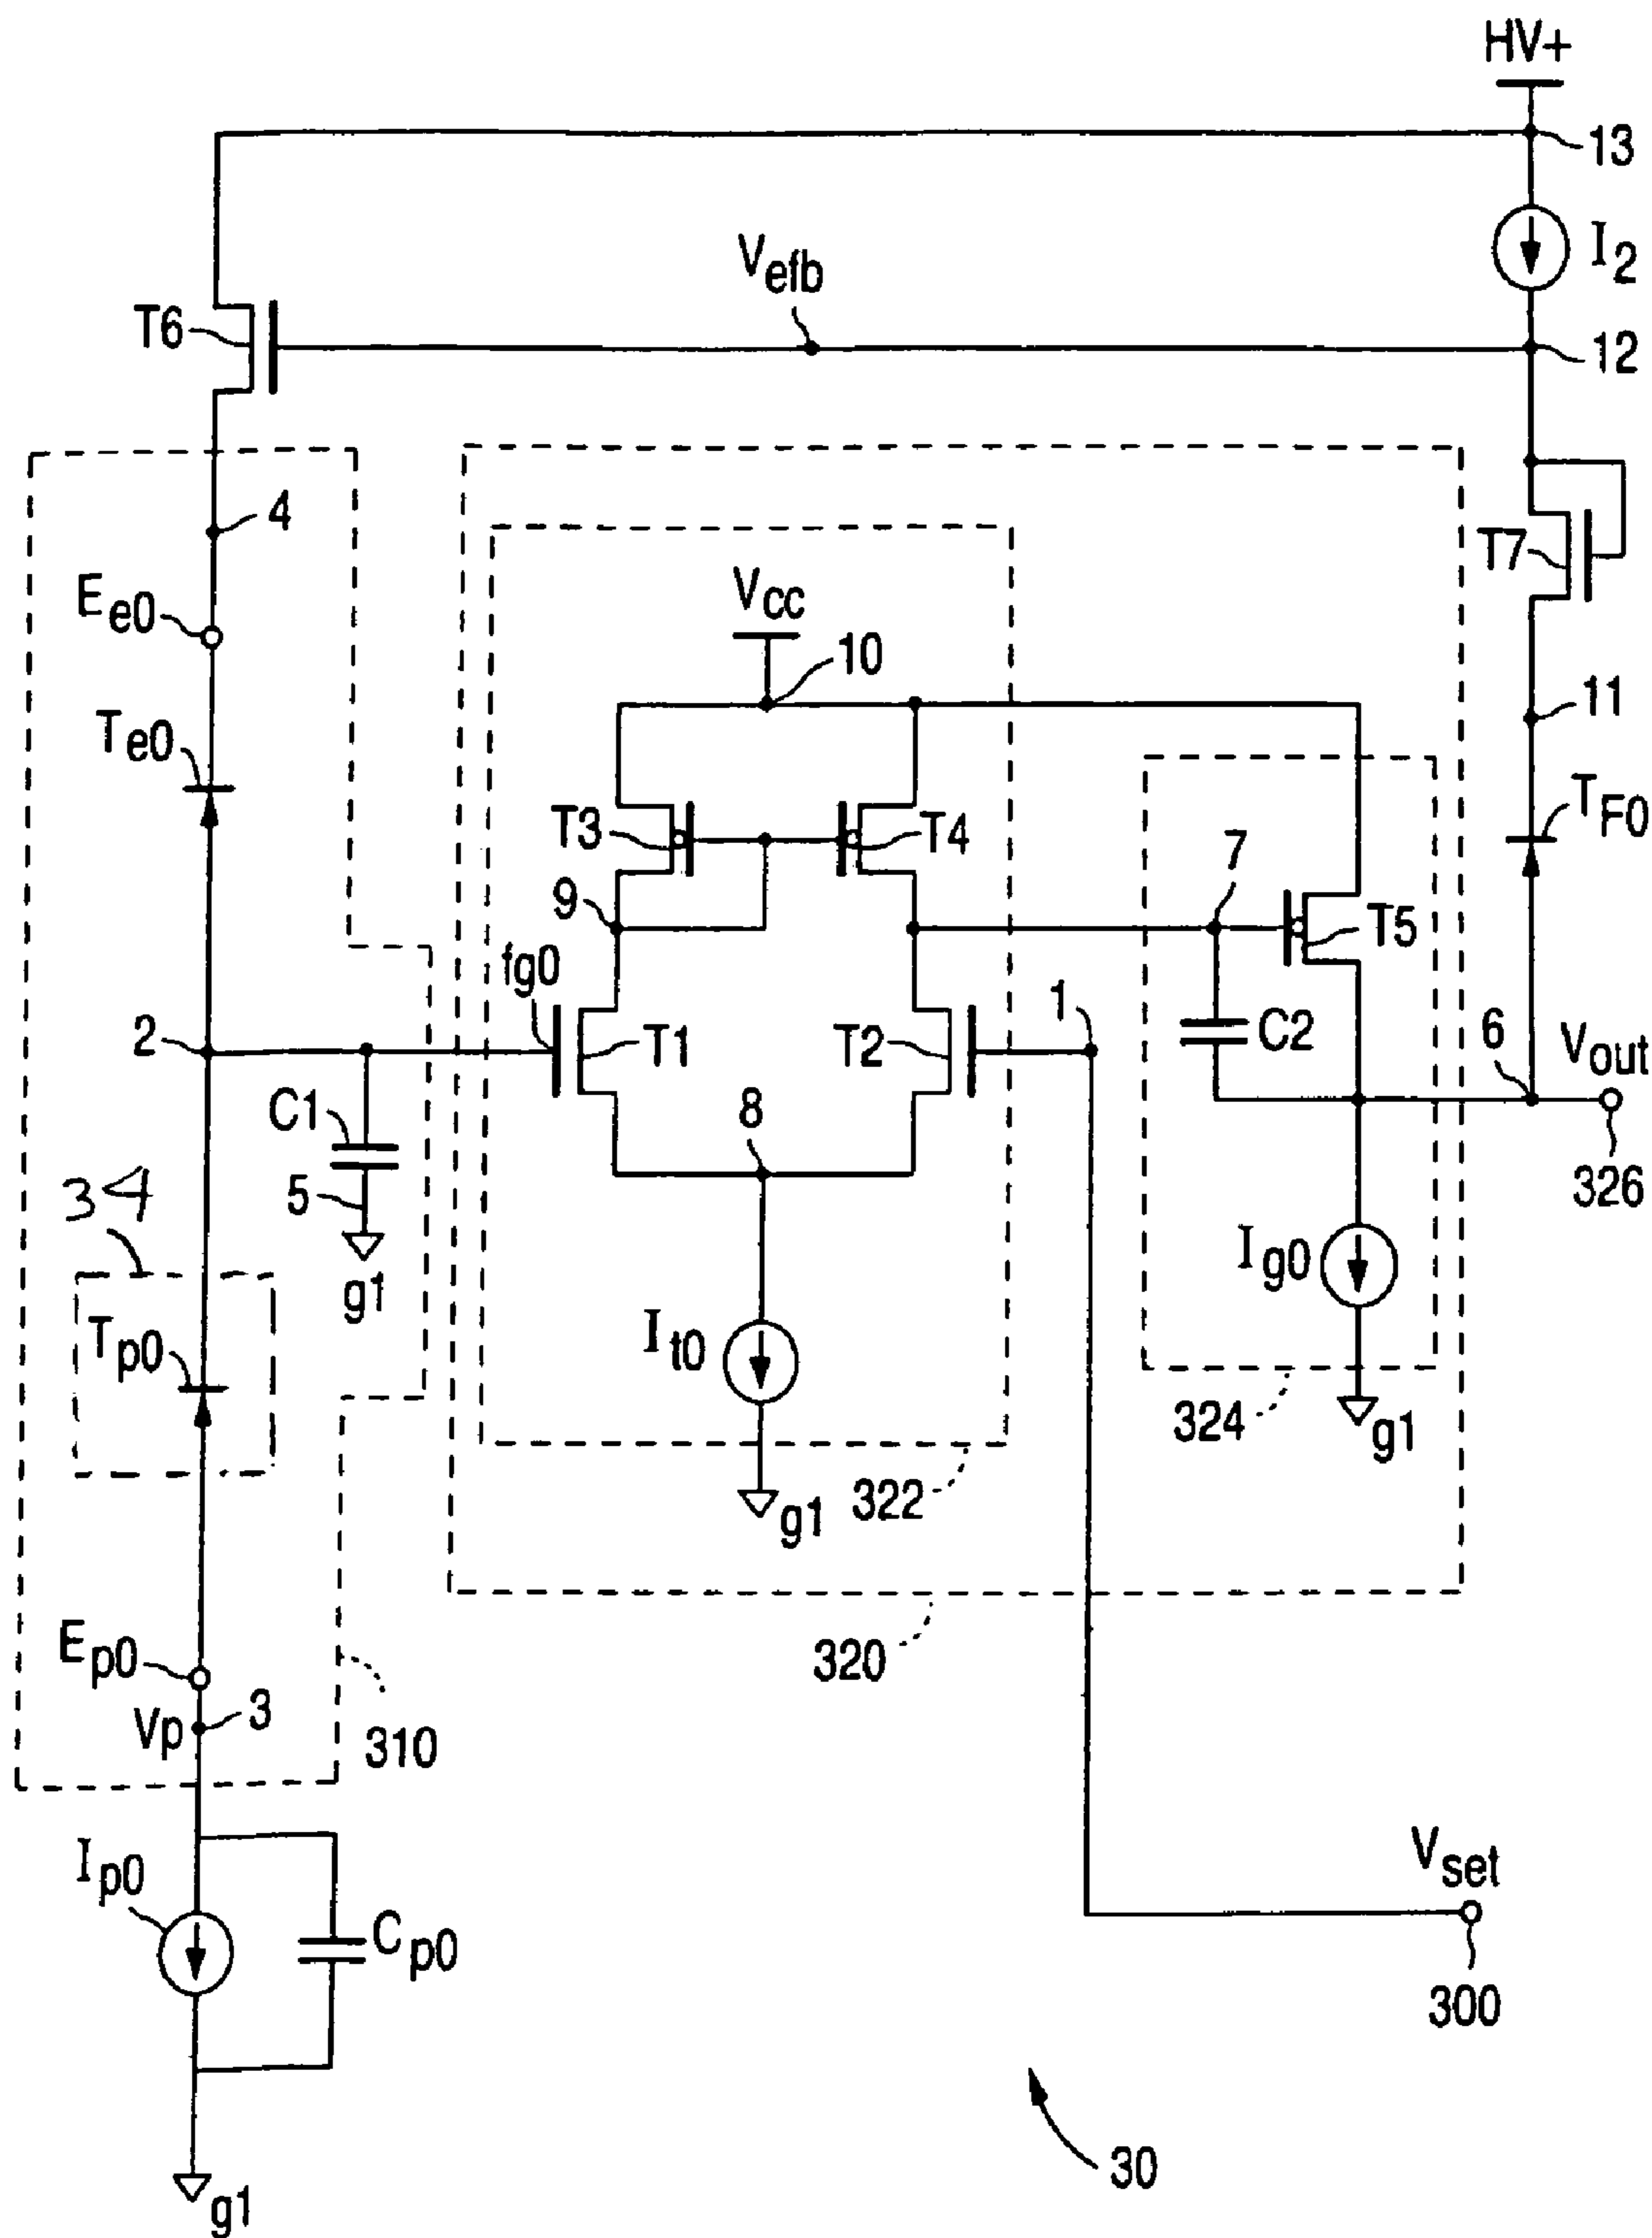 HV+
13
I2
Vefb
T6
12
4
Ee0
T7
Vcc
10
11
Te0
T3
T4
TF0
7
9
T5
fg0
1
2
T1
T2
C2
6
Vout
C1
8
326
34
5
g1
Ig0
Tp0
It0
324
g1
322
g1
Ep0
320
Vp
3
310
Ip0
Vset
Cp0
300
30
g1